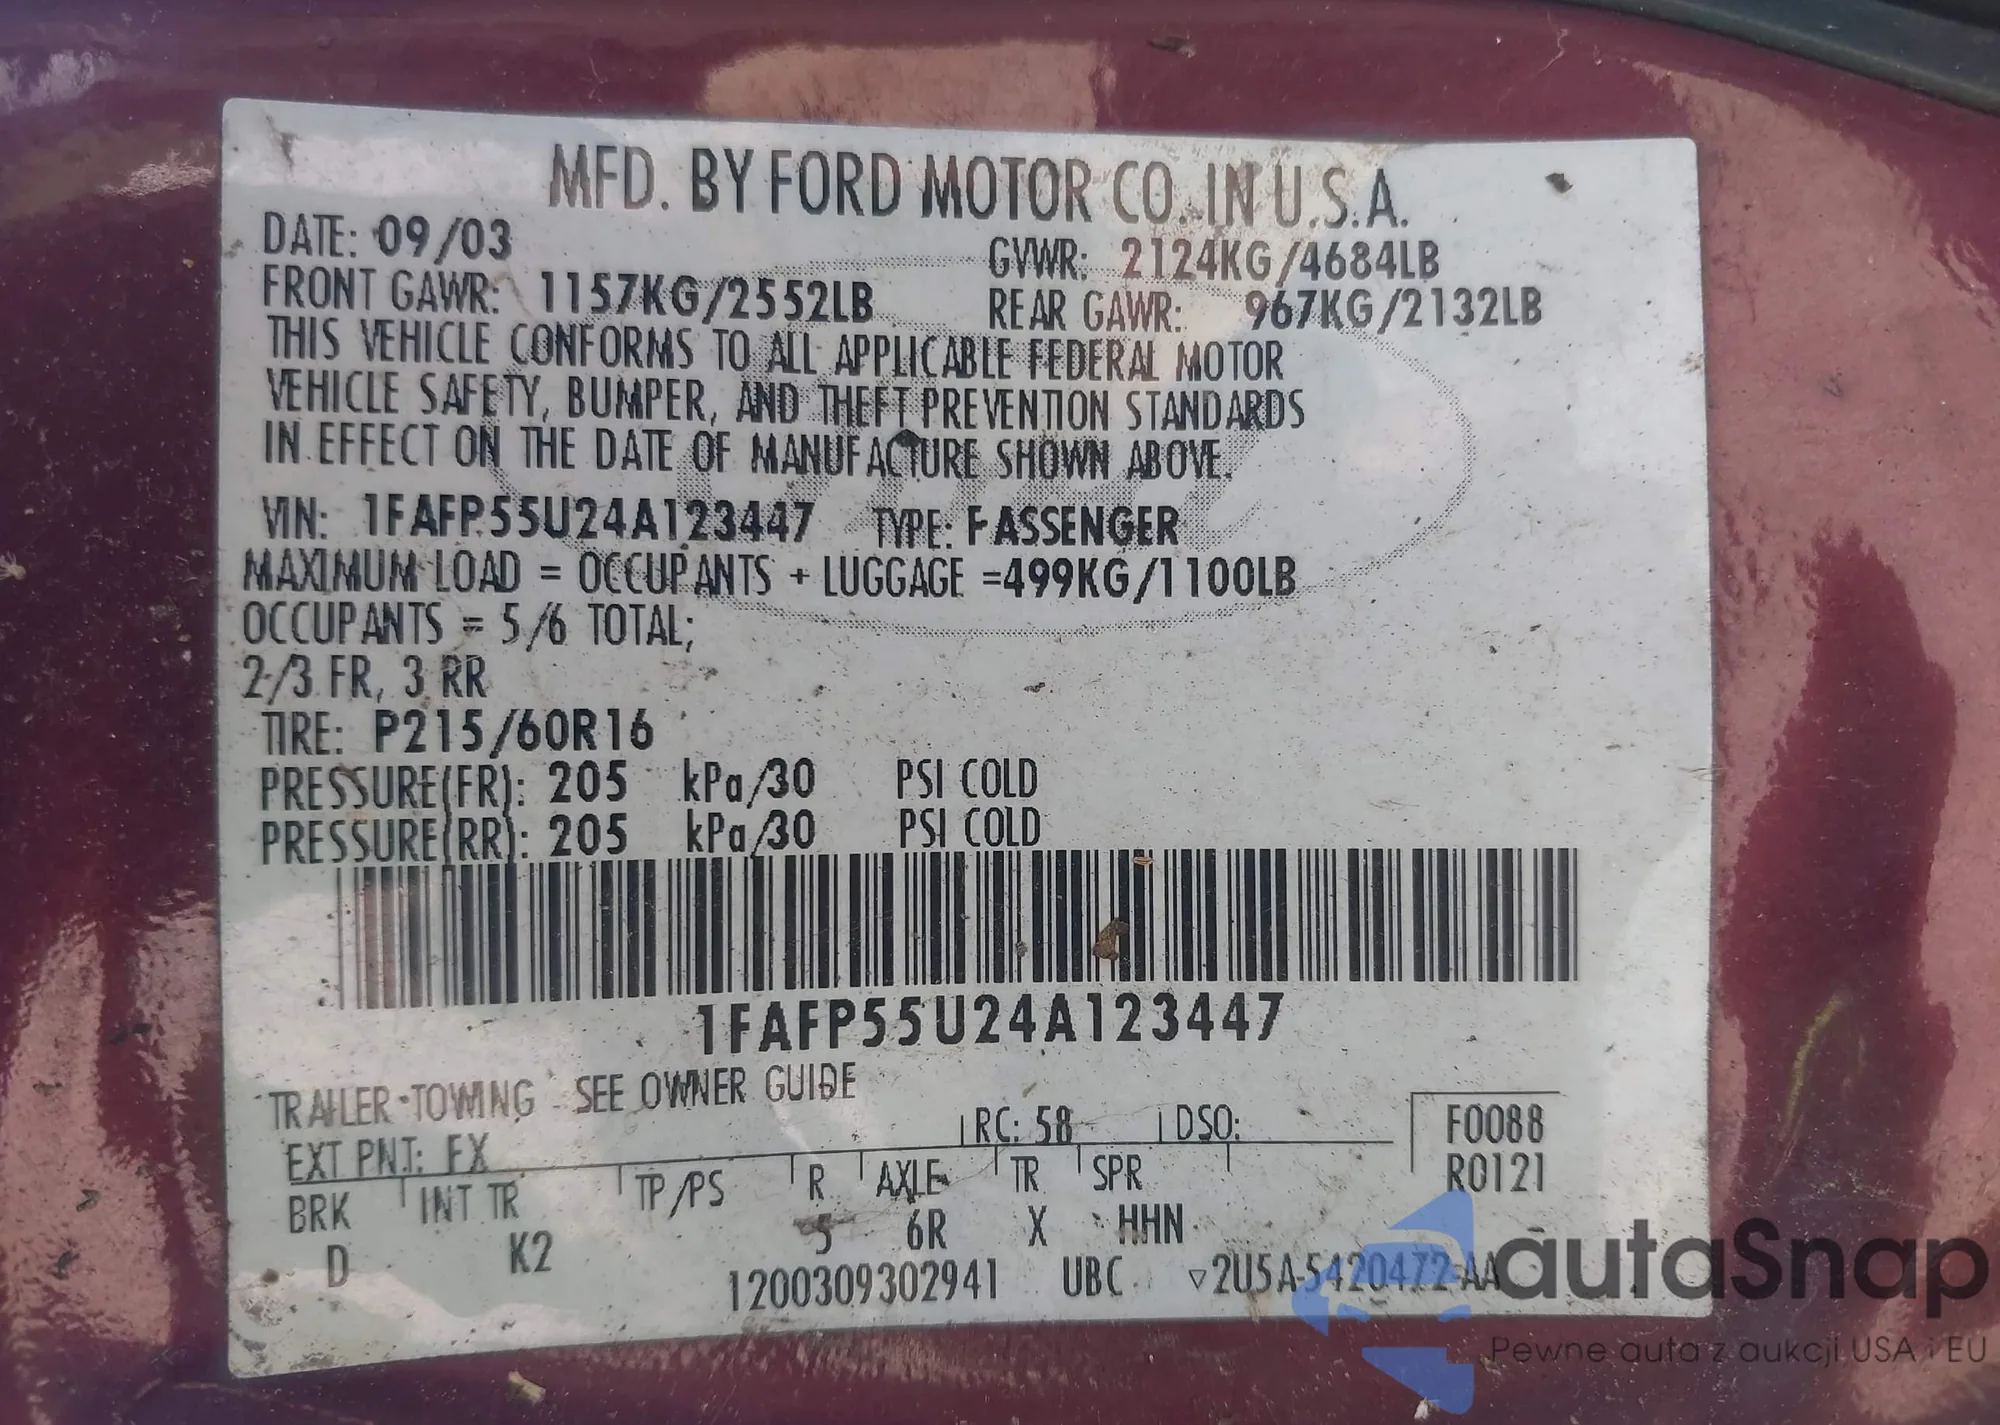 MFD. BY FORD MOTOR CO. IN U.S.A.
DATE: 09/03 GVWR: 2124KG/4684LB
FRONT GAWR: 1157KG/2552LB REAR GAWR: 967KG/2132LB
THIS VEHICLE CONFORMS TO ALL APPLICABLE FEDERAL MOTOR
VEHICLE SAFETY, BUMPER, AND THEFT PREVENTION STANDARDS
IN EFFECT ON THE DATE OF MANUFACTURE SHOWN ABOVE.
VIN: 1FAFP55U24A123447 TYPE: PASSENGER
MAXIMUM LOAD = OCCUPANTS + LUGGAGE =499KG/1100LB
OCCUPANTS = 5/6 TOTAL;
2/3 FR, 3 RR
TIRE: P215/60R16
PRESSURE(FR): 205 kPa/30 PSI COLD
PRESSURE(RR): 205 kPa/30 PSI COLD
1FAFP55U24A123447
TRAILER TOWING - SEE OWNER GUIDE
EXT PNT: FX RC: 58 DSO: F0088
R0121
BRK INT TR TP/PS R AXLE TR SPR
D K2 5 6R X HHN
1200309302941 UBC ▽2U5A-5420472-AA
autaSnap
Pewne auta z aukcji USA i EU